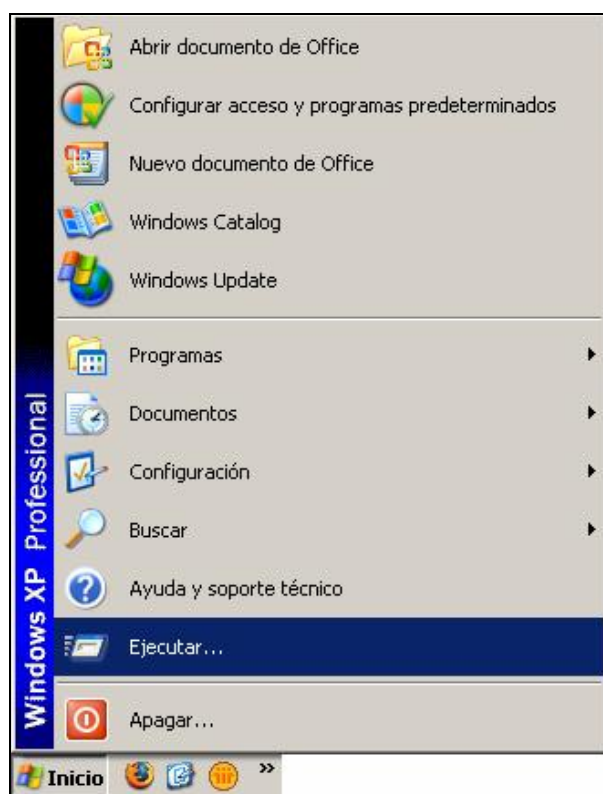 Abrir documento de Office
Configurar acceso y programas predeterminados
Nuevo documento de Office
Windows Catalog
Windows Update
Programas
Documentos
Configuración
Buscar
Ayuda y soporte técnico
Ejecutar...
Apagar...
Windows XP Professional
Inicio
»